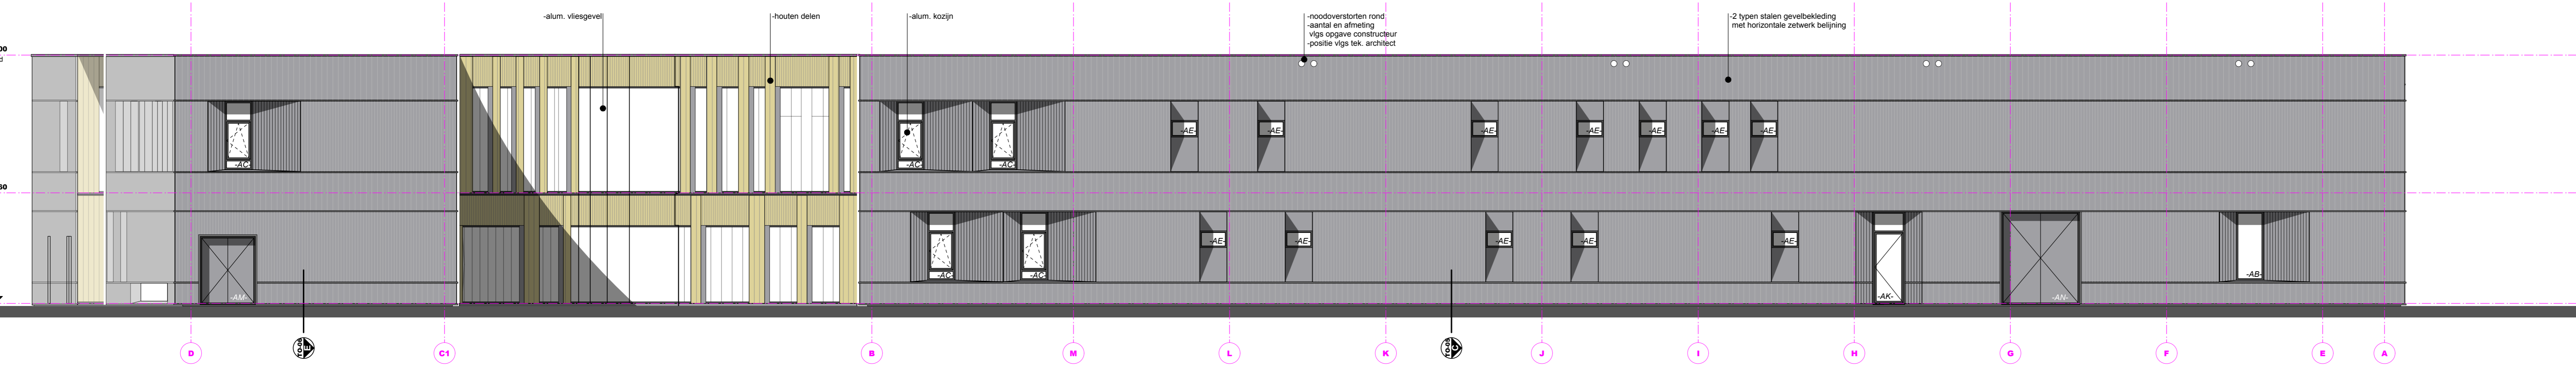 -alum. vliesgevel
-houten delen
-alum. kozijn
-noodoverstorten rond
-aantal en afmeting
vlgs opgave constructeur
-positie vlgs tek. architect
-2 typen stalen gevelbekleding
met horizontale zetwerk belijning
00
-AC- -AC- -AC- -AE- -AE- -AE- -AE- -AE- -AE- -AE-
60
-AM- -AC- -AC- -AE- -AE- -AE- -AE- -AE- -AK- -AN- -AB-
D E C1 B M L K C J I H G F E A